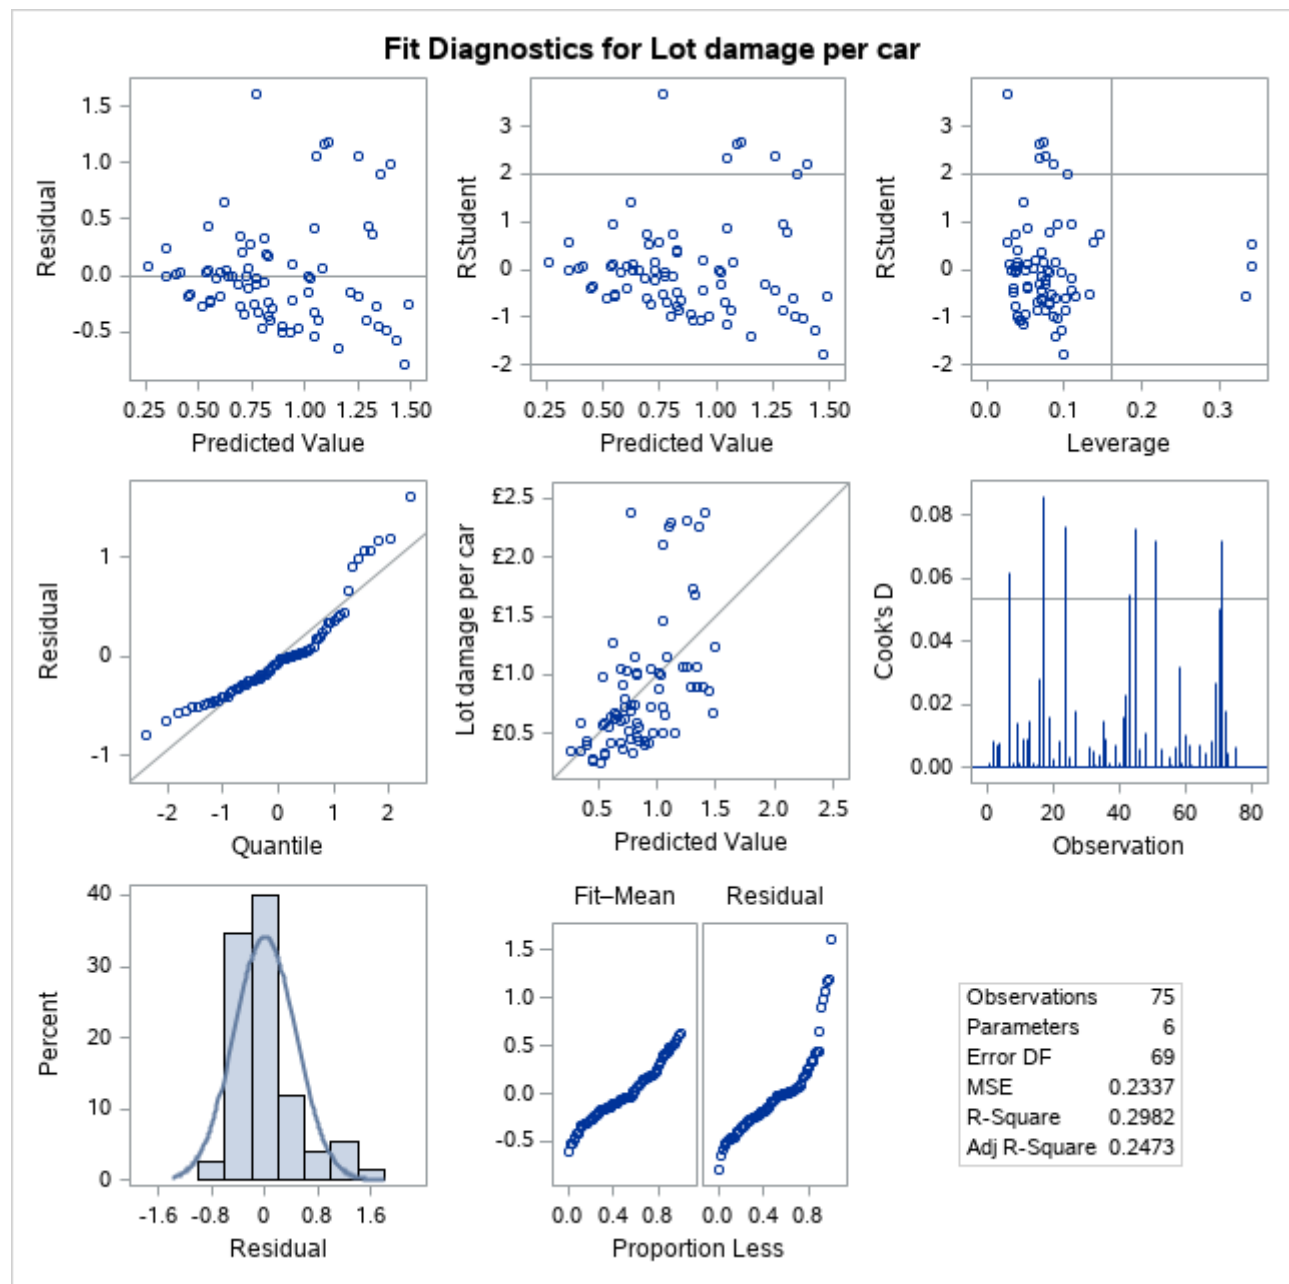 Fit Diagnostics for Lot damage per car
Residual
1.5
1.0
0.5
0.0
-0.5
0.25 0.50 0.75 1.00 1.25 1.50
Predicted Value
RStudent
3
2
1
0
-1
-2
0.25 0.50 0.75 1.00 1.25 1.50
Predicted Value
RStudent
3
2
1
0
-1
-2
0.0 0.1 0.2 0.3
Leverage
Residual
1
0
-1
-2 -1 0 1 2
Quantile
Lot damage per car
£2.5
£2.0
£1.5
£1.0
£0.5
0.5 1.0 1.5 2.0 2.5
Predicted Value
Cook's D
0.08
0.06
0.04
0.02
0.00
0 20 40 60 80
Observation
Percent
40
30
20
10
0
-1.6 -0.8 0 0.8 1.6
Residual
Fit–Mean Residual
1.5
1.0
0.5
0.0
-0.5
0.0 0.4 0.8 0.0 0.4 0.8
Proportion Less
Observations 75
Parameters 6
Error DF 69
MSE 0.2337
R-Square 0.2982
Adj R-Square 0.2473